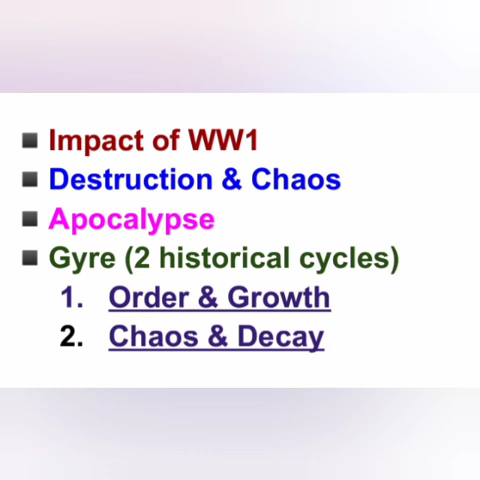 ■ Impact of WW1
■ Destruction & Chaos
■ Apocalypse
■ Gyre (2 historical cycles)
1. Order & Growth
2. Chaos & Decay